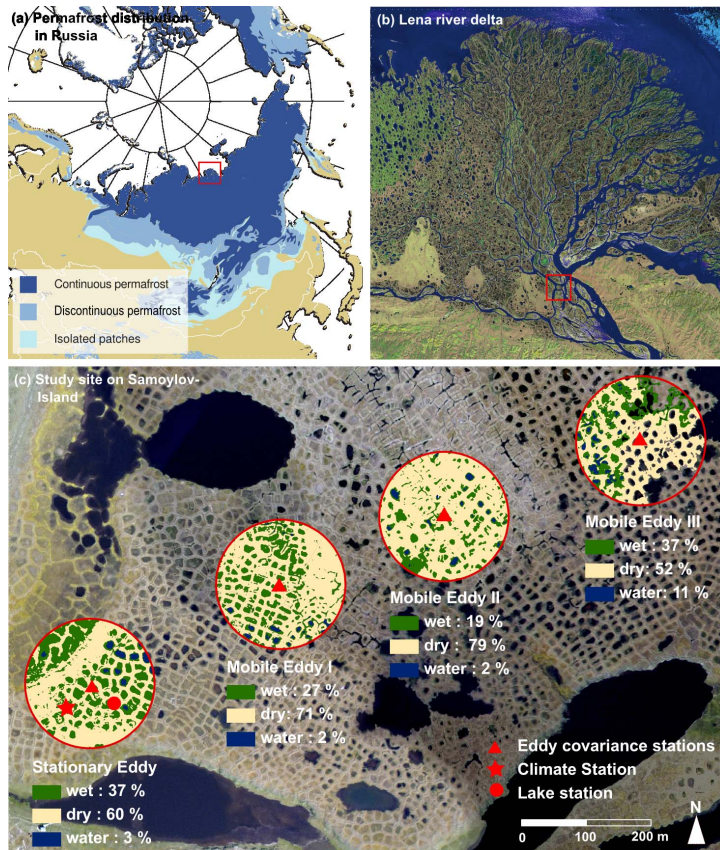 (a) Permafrost distribution
in Russia
Continuous permafrost
Discontinuous permafrost
Isolated patches
(b) Lena river delta
(c) Study site on Samoylov-
Island
Mobile Eddy III
wet : 37 %
dry: 52 %
water: 11 %
Mobile Eddy II
wet : 19 %
dry : 79 %
water : 2 %
Mobile Eddy I
wet : 27 %
dry: 71 %
water : 2 %
Stationary Eddy
wet : 37 %
dry : 60 %
water : 3 %
Eddy covariance stations
Climate Station
Lake station
N
0 100 200 m